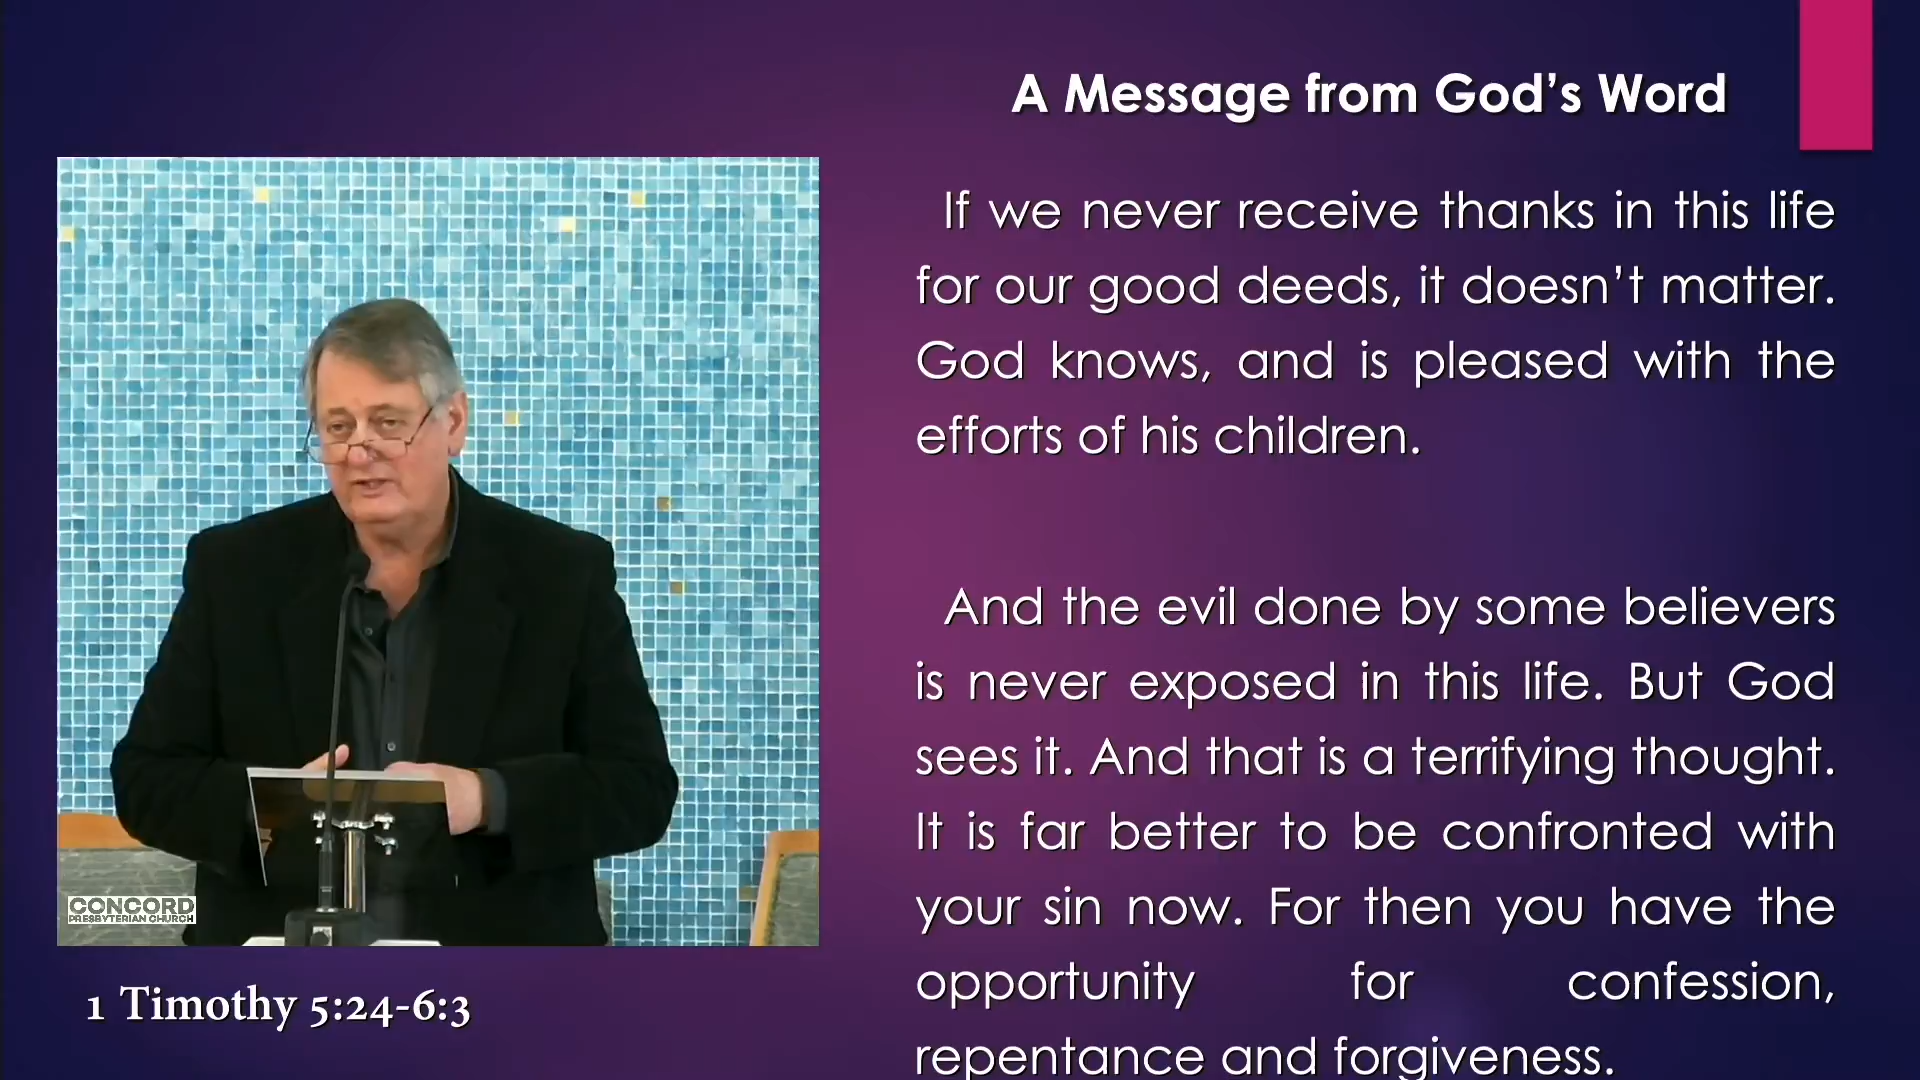 A Message from God’s Word
If we never receive thanks in this life
for our good deeds, it doesn’t matter.
God knows, and is pleased with the
efforts of his children.
And the evil done by some believers
is never exposed in this life. But God
sees it. And that is a terrifying thought.
It is far better to be confronted with
your sin now. For then you have the
opportunity for confession,
repentance and forgiveness.
CONCORD
PRESBYTERIAN CHURCH
1 Timothy 5:24-6:3